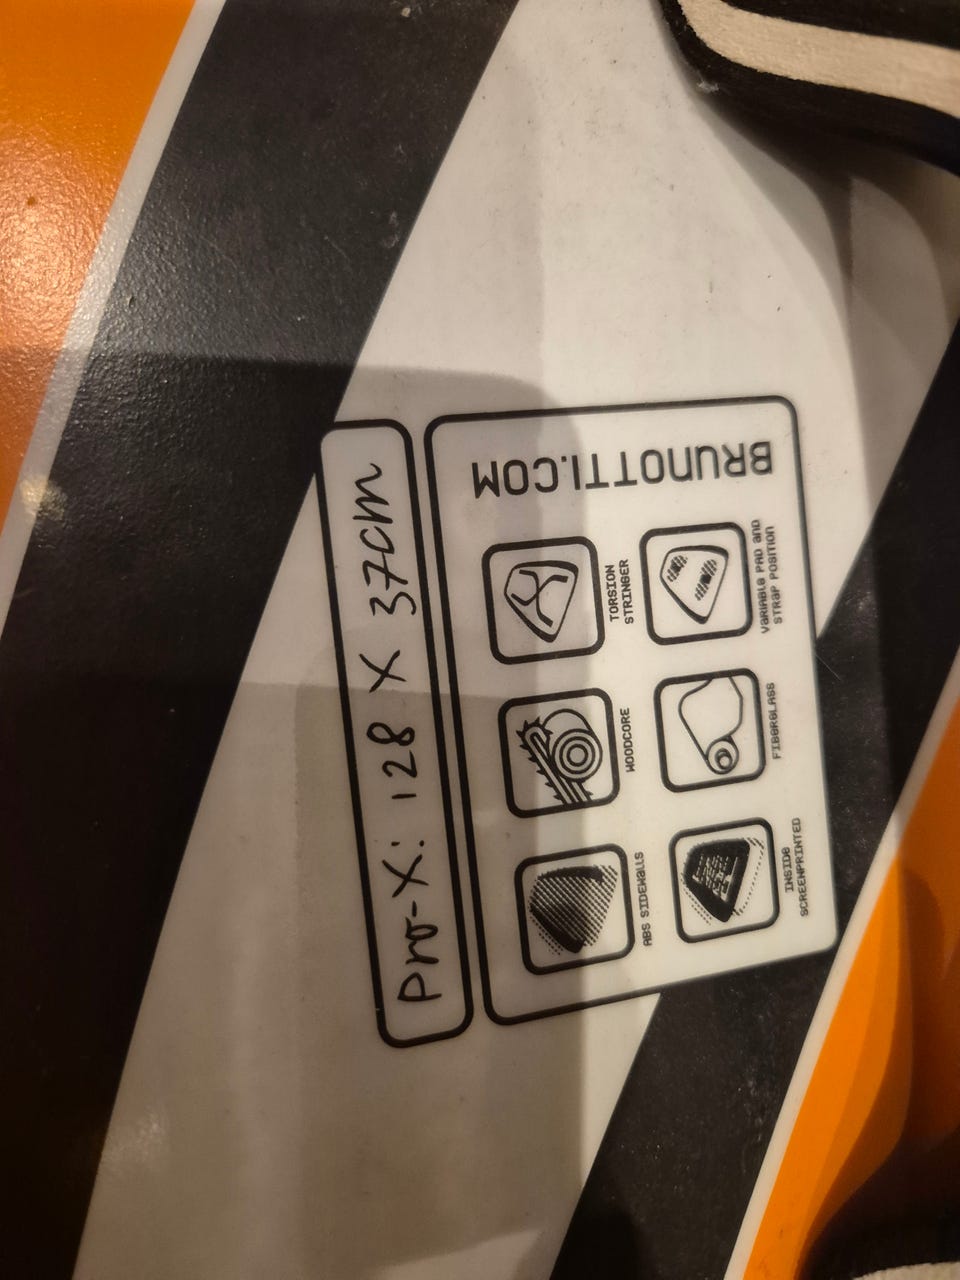 Pro-X: 128 X 37cm
ABS SIDEWALLS
WOODCORE
TORSION
STRINGER
INSIDE
SCREENPRINTED
FIBERGLASS
VARIABLE PAD AND
STRAP POSITION
BRUNOTTI.COM